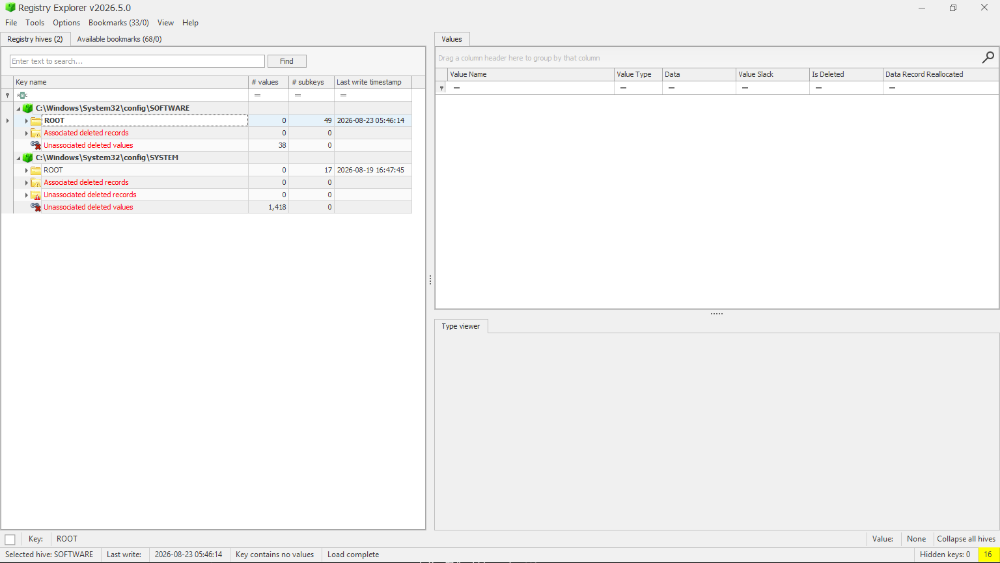 Registry Explorer v2026.5.0
File Tools Options Bookmarks (33/0) View Help
Registry hives (2) Available bookmarks (68/0)
Enter text to search... Find
Key name # values # subkeys Last write timestamp
= = =
C:\Windows\System32\config\SOFTWARE
ROOT 0 49 2026-08-23 05:46:14
Associated deleted records 0 0
Unassociated deleted values 38 0
C:\Windows\System32\config\SYSTEM
ROOT 0 17 2026-08-19 16:47:45
Associated deleted records 0 0
Unassociated deleted records 0 0
Unassociated deleted values 1,418 0
Values
Drag a column header here to group by that column
Value Name Value Type Data Value Slack Is Deleted Data Record Reallocated
= = = = = =
Type viewer
Key: ROOT Value: None Collapse all hives
Selected hive: SOFTWARE Last write: 2026-08-23 05:46:14 Key contains no values Load complete Hidden keys: 0 16